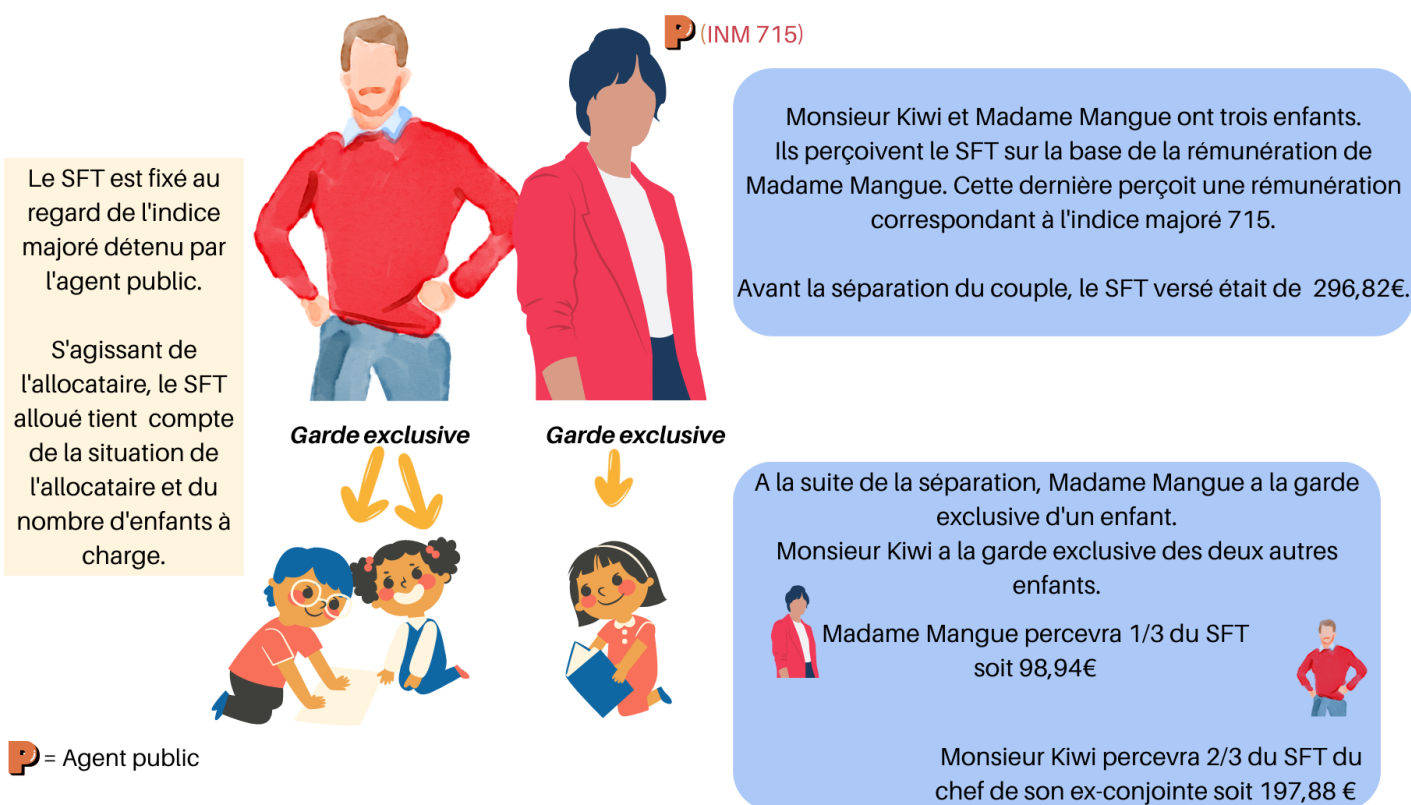 P (INM 715)
Le SFT est fixé au
regard de l'indice
majoré détenu par
l'agent public.
S'agissant de
l'allocataire, le SFT
alloué tient compte
de la situation de
l'allocataire et du
nombre d'enfants à
charge.
Monsieur Kiwi et Madame Mangue ont trois enfants.
Ils perçoivent le SFT sur la base de la rémunération de
Madame Mangue. Cette dernière perçoit une rémunération
correspondant à l'indice majoré 715.
Avant la séparation du couple, le SFT versé était de 296,82€.
Garde exclusive
Garde exclusive
A la suite de la séparation, Madame Mangue a la garde
exclusive d'un enfant.
Monsieur Kiwi a la garde exclusive des deux autres
enfants.
Madame Mangue percevra 1/3 du SFT
soit 98,94€
Monsieur Kiwi percevra 2/3 du SFT du
chef de son ex-conjointe soit 197,88 €
P = Agent public